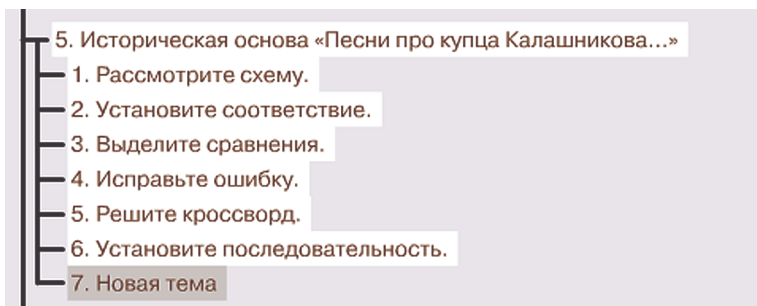 5. Историческая основа «Песни про купца Калашникова...»
1. Рассмотрите схему.
2. Установите соответствие.
3. Выделите сравнения.
4. Исправьте ошибку.
5. Решите кроссворд.
6. Установите последовательность.
7. Новая тема